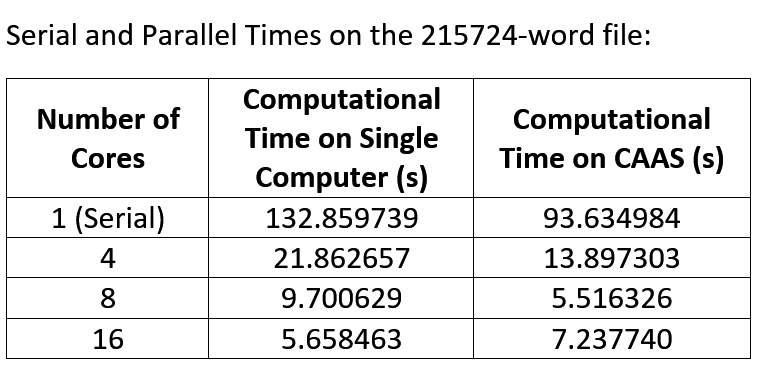 Serial and Parallel Times on the 215724-word file:
Number of Cores
Computational Time on Single Computer (s)
Computational Time on CAAS (s)
1 (Serial) 132.859739 93.634984
4 21.862657 13.897303
8 9.700629 5.516326
16 5.658463 7.237740